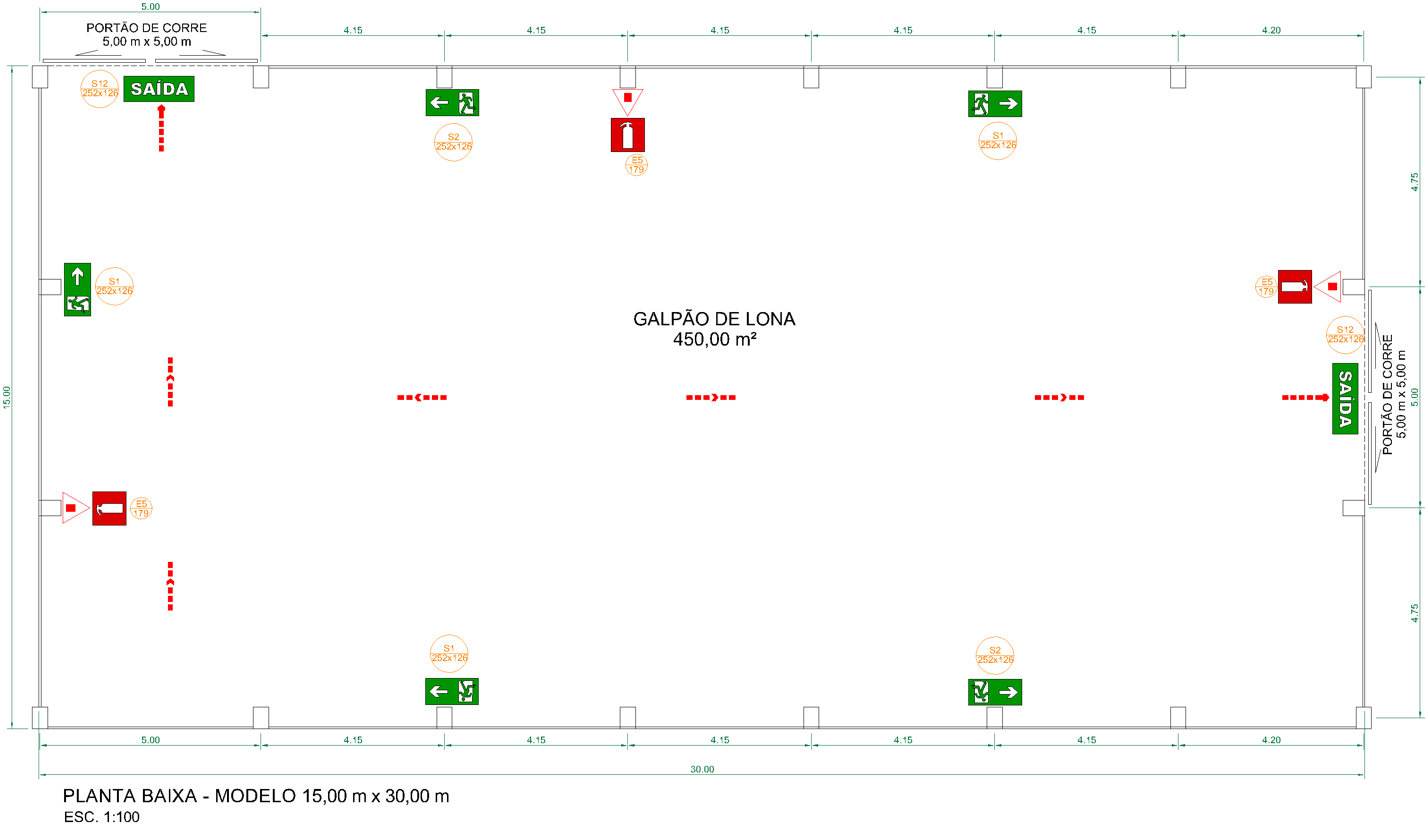 5.00
PORTÃO DE CORRE
5,00 m x 5,00 m
4.15
4.15
4.15
4.15
4.15
4.20
S12
252x126
SAÍDA
S2
252x126
E5
179
S1
252x126
4.75
S1
252x126
E5
179
GALPÃO DE LONA
450,00 m²
S12
252x126
SAÍDA
PORTÃO DE CORRE
5,00 m x 5,00 m
5.00
15.00
E5
179
4.75
S1
252x126
S2
252x126
5.00
4.15
4.15
4.15
4.15
4.15
4.20
30.00
PLANTA BAIXA - MODELO 15,00 m x 30,00 m
ESC. 1:100